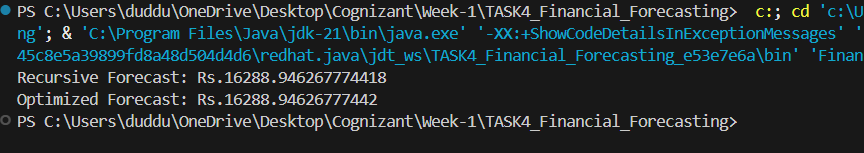 PS C:\Users\duddu\OneDrive\Desktop\Cognizant\Week-1\TASK4_Financial_Forecasting>  c:; cd 'c:\U
ng'; & 'C:\Program Files\Java\jdk-21\bin\java.exe' '-XX:+ShowCodeDetailsInExceptionMessages' '
45c8e5a39899fd8a48d504d4d6\redhat.java\jdt_ws\TASK4_Financial_Forecasting_e53e7e6a\bin' 'Finan
Recursive Forecast: Rs.16288.946267774418
Optimized Forecast: Rs.16288.94626777442
PS C:\Users\duddu\OneDrive\Desktop\Cognizant\Week-1\TASK4_Financial_Forecasting>